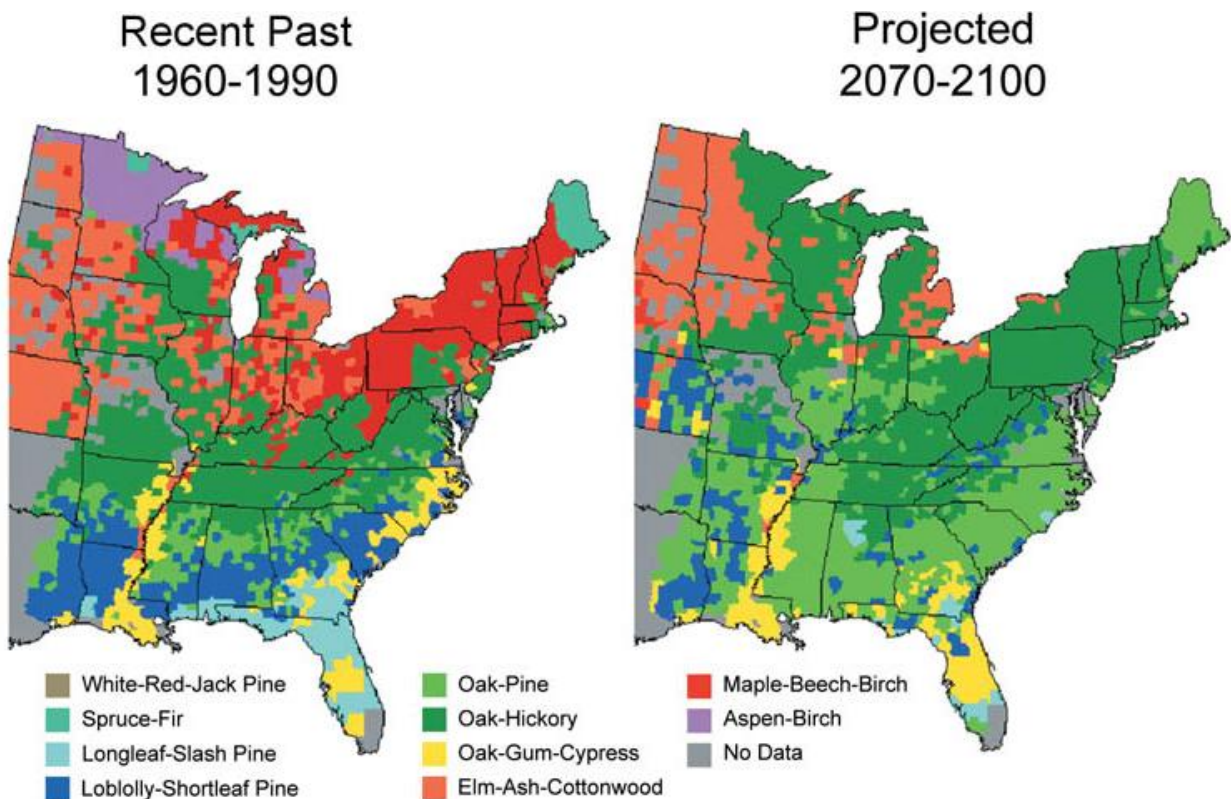 Recent Past
1960-1990
Projected
2070-2100
White-Red-Jack Pine
Spruce-Fir
Longleaf-Slash Pine
Loblolly-Shortleaf Pine
Oak-Pine
Oak-Hickory
Oak-Gum-Cypress
Elm-Ash-Cottonwood
Maple-Beech-Birch
Aspen-Birch
No Data